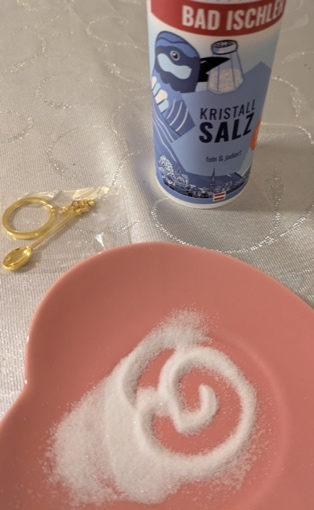 BAD ISCHLER
KRISTALL
SALZ
fein & jodiert